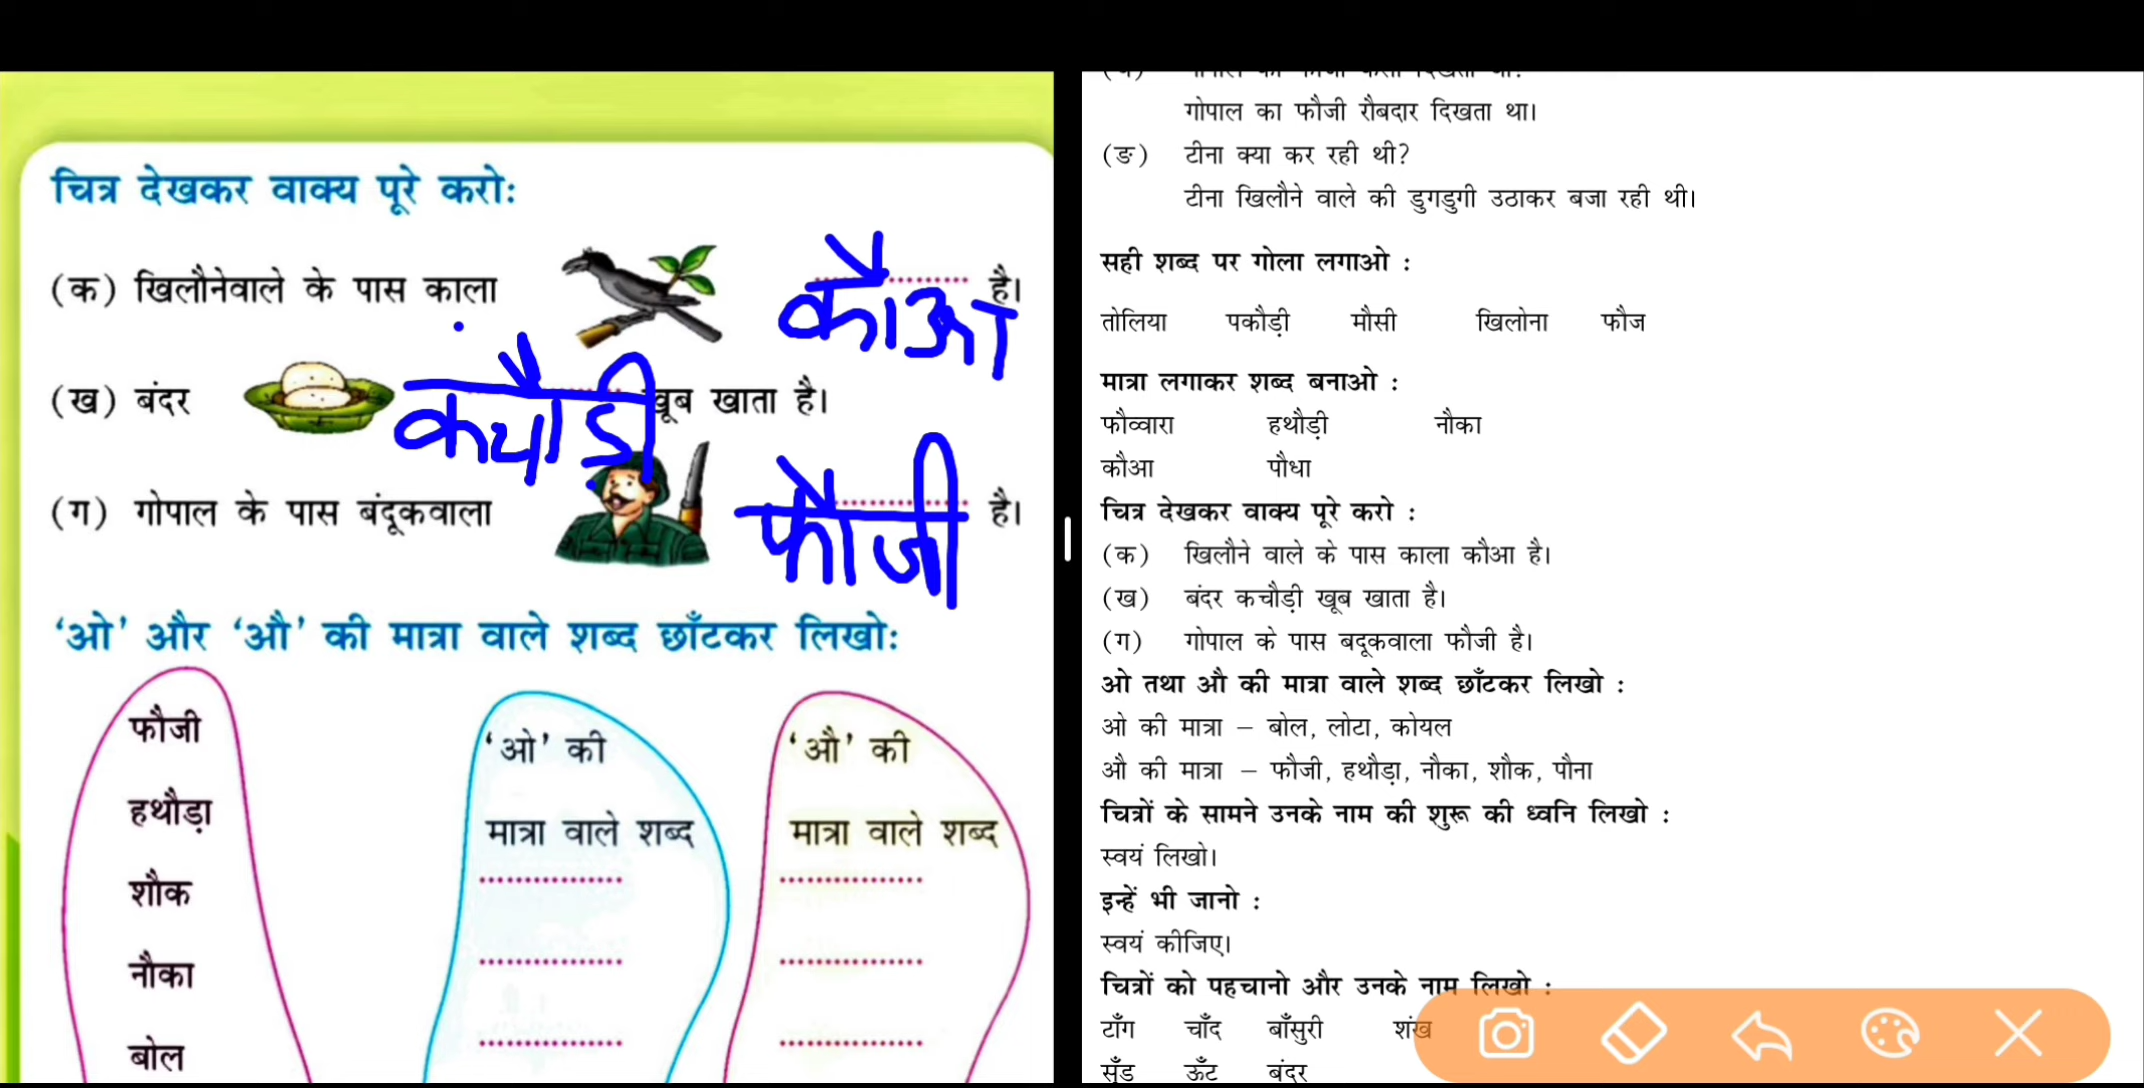 चित्र देखकर वाक्य पूरे करो:
(क) खिलौनेवाले के पास काला कौआ है।
(ख) बंदर कचौडी खूब खाता है।
(ग) गोपाल के पास बंदूकवाला फौजी है।
‘ओ’ और ‘औ’ की मात्रा वाले शब्द छाँटकर लिखो:
फौजी
हथौड़ा
शौक
नौका
बोल
‘ओ’ की
मात्रा वाले शब्द
‘औ’ की
मात्रा वाले शब्द
गोपाल का फौजी रौबदार दिखता था।
(ङ) टीना क्या कर रही थी?
टीना खिलौने वाले की डुगडुगी उठाकर बजा रही थी।
सही शब्द पर गोला लगाओ :
तोलिया पकौड़ी मौसी खिलोना फौज
मात्रा लगाकर शब्द बनाओ :
फौव्वारा हथौड़ी नौका
कौआ पौधा
चित्र देखकर वाक्य पूरे करो :
(क) खिलौने वाले के पास काला कौआ है।
(ख) बंदर कचौड़ी खूब खाता है।
(ग) गोपाल के पास बदूकवाला फौजी है।
ओ तथा औ की मात्रा वाले शब्द छाँटकर लिखो :
ओ की मात्रा – बोल, लोटा, कोयल
औ की मात्रा – फौजी, हथौड़ा, नौका, शौक, पौना
चित्रों के सामने उनके नाम की शुरू की ध्वनि लिखो :
स्वयं लिखो।
इन्हें भी जानो :
स्वयं कीजिए।
चित्रों को पहचानो और उनके नाम लिखो :
टाँग चाँद बाँसुरी शंख
सूँड ऊँट बंदर